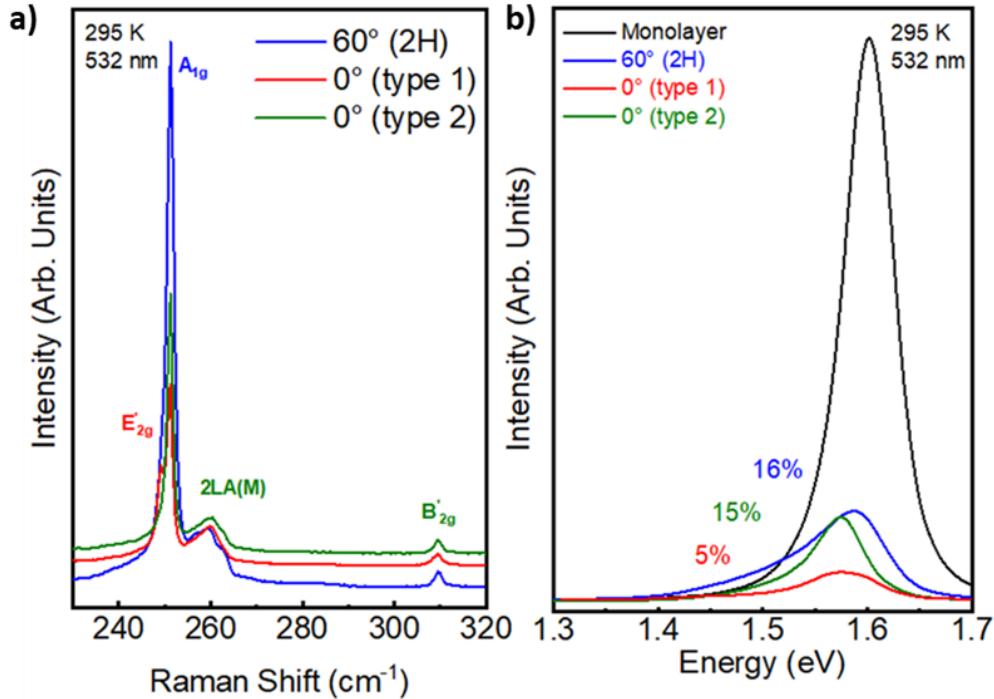 a)
295 K
532 nm
A1g
60° (2H)
0° (type 1)
0° (type 2)
E'2g
2LA(M)
B'2g
Intensity (Arb. Units)
240 260 280 300 320
Raman Shift (cm-1)
b)
Monolayer
60° (2H)
0° (type 1)
0° (type 2)
295 K
532 nm
16%
15%
5%
Intensity (Arb. Units)
1.3 1.4 1.5 1.6 1.7
Energy (eV)